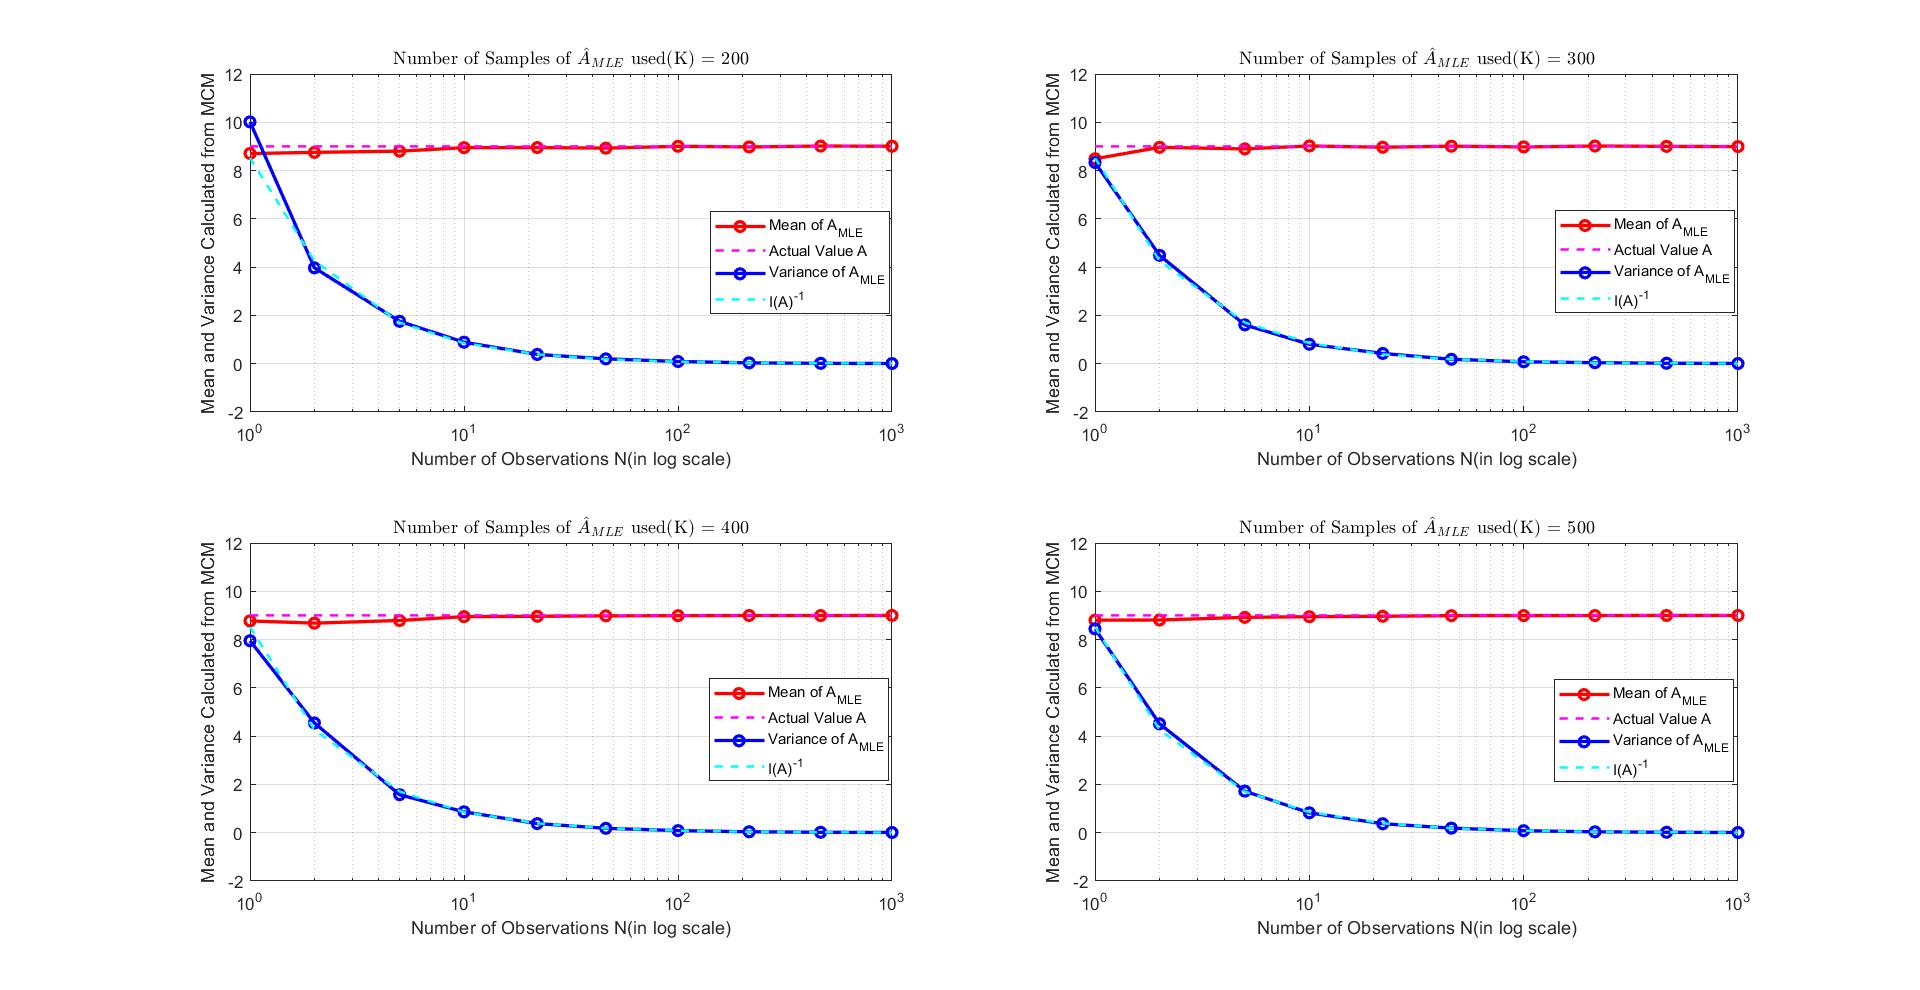 Number of Samples of Â_MLE used(K) = 200
Mean and Variance Calculated from MCM
12
10
8
6
4
2
0
-2
Mean of A_MLE
Actual Value A
Variance of A_MLE
I(A)^-1
10^0 10^1 10^2 10^3
Number of Observations N(in log scale)
Number of Samples of Â_MLE used(K) = 300
Mean and Variance Calculated from MCM
12
10
8
6
4
2
0
-2
Mean of A_MLE
Actual Value A
Variance of A_MLE
I(A)^-1
10^0 10^1 10^2 10^3
Number of Observations N(in log scale)
Number of Samples of Â_MLE used(K) = 400
Mean and Variance Calculated from MCM
12
10
8
6
4
2
0
-2
Mean of A_MLE
Actual Value A
Variance of A_MLE
I(A)^-1
10^0 10^1 10^2 10^3
Number of Observations N(in log scale)
Number of Samples of Â_MLE used(K) = 500
Mean and Variance Calculated from MCM
12
10
8
6
4
2
0
-2
Mean of A_MLE
Actual Value A
Variance of A_MLE
I(A)^-1
10^0 10^1 10^2 10^3
Number of Observations N(in log scale)